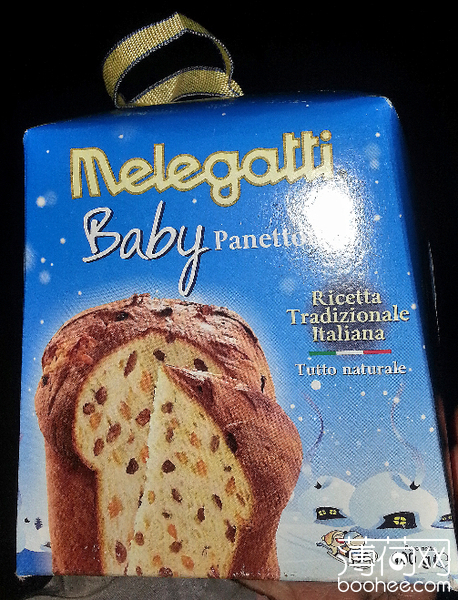 Melegatti
Baby Panetto
Ricetta
Tradizionale
Italiana
Tutto naturale
薄荷网
boohee.com